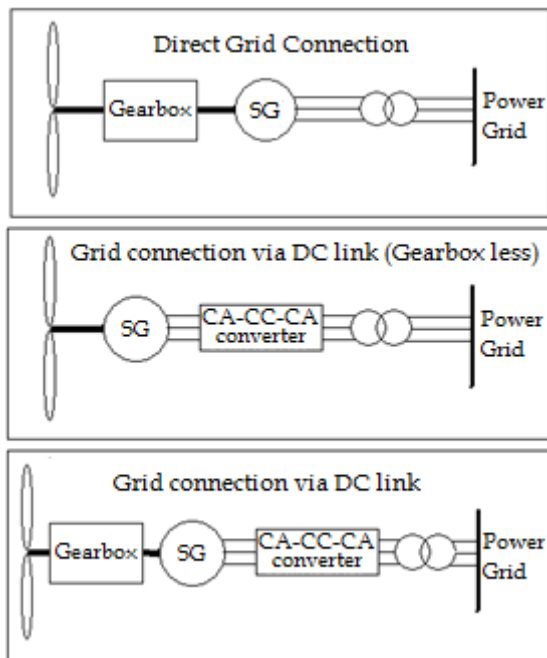 Direct Grid Connection
Gearbox
SG
Power
Grid
Grid connection via DC link (Gearbox less)
SG
CA-CC-CA
converter
Power
Grid
Grid connection via DC link
Gearbox
SG
CA-CC-CA
converter
Power
Grid